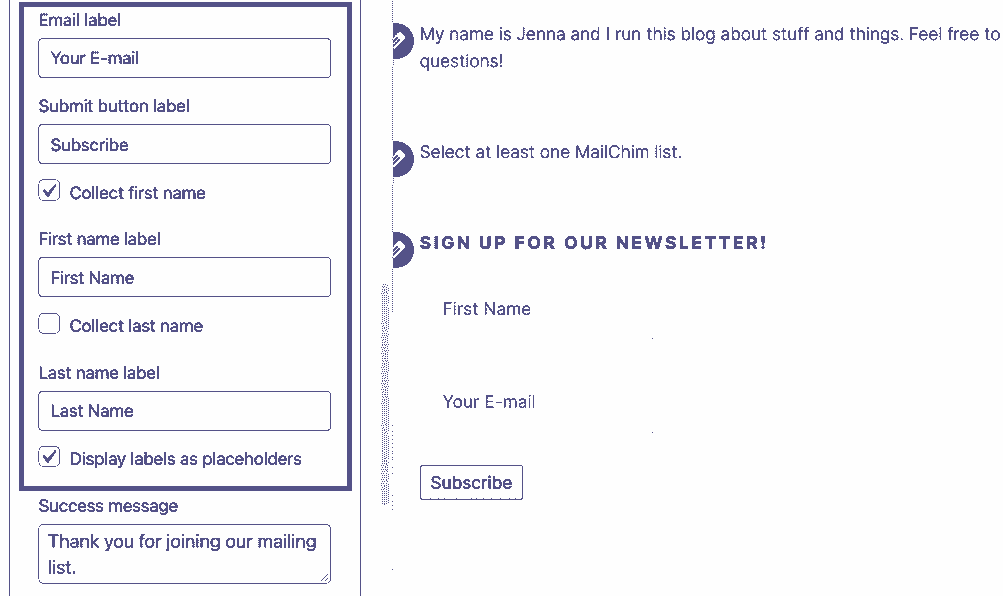 Email label
Your E-mail
Submit button label
Subscribe
Collect first name
First name label
First Name
Collect last name
Last name label
Last Name
Display labels as placeholders
Success message
Thank you for joining our mailing
list.
My name is Jenna and I run this blog about stuff and things. Feel free to
questions!
Select at least one MailChim list.
SIGN UP FOR OUR NEWSLETTER!
First Name
Your E-mail
Subscribe